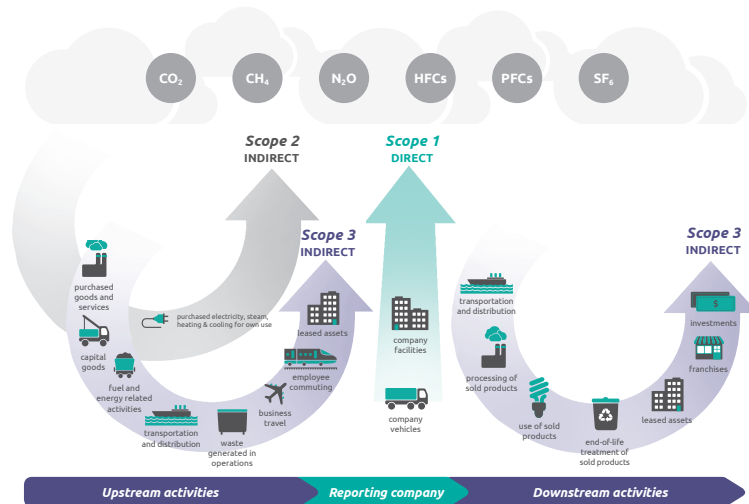 CO₂
CH₄
N₂O
HFCs
PFCs
SF₆
Scope 2
INDIRECT
Scope 1
DIRECT
Scope 3
INDIRECT
Scope 3
INDIRECT
purchased
goods and
services
purchased electricity, steam,
heating & cooling for own use
capital
goods
fuel and
energy related
activities
transportation
and distribution
waste
generated in
operations
business
travel
employee
commuting
leased assets
company
facilities
company
vehicles
transportation
and distribution
processing of
sold products
use of sold
products
end-of-life
treatment of
sold products
leased assets
franchises
$
investments
Upstream activities
Reporting company
Downstream activities